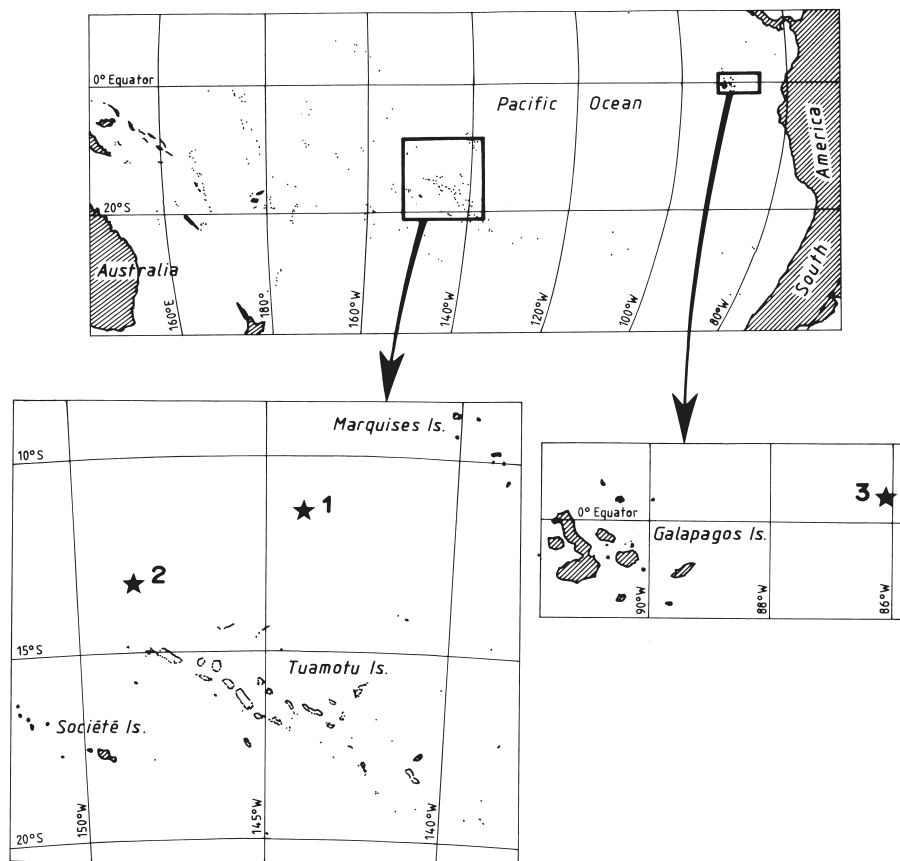 0° Equator
Pacific Ocean
America
20°S
Australia
South
160°E
180°
160°W
140°W
120°W
100°W
80°W
Marquises Is.
10°S
1
2
15°S
Tuamotu Is.
Société Is.
150°W
145°W
140°W
20°S
3
0° Equator
Galapagos Is.
90°W
88°W
86°W